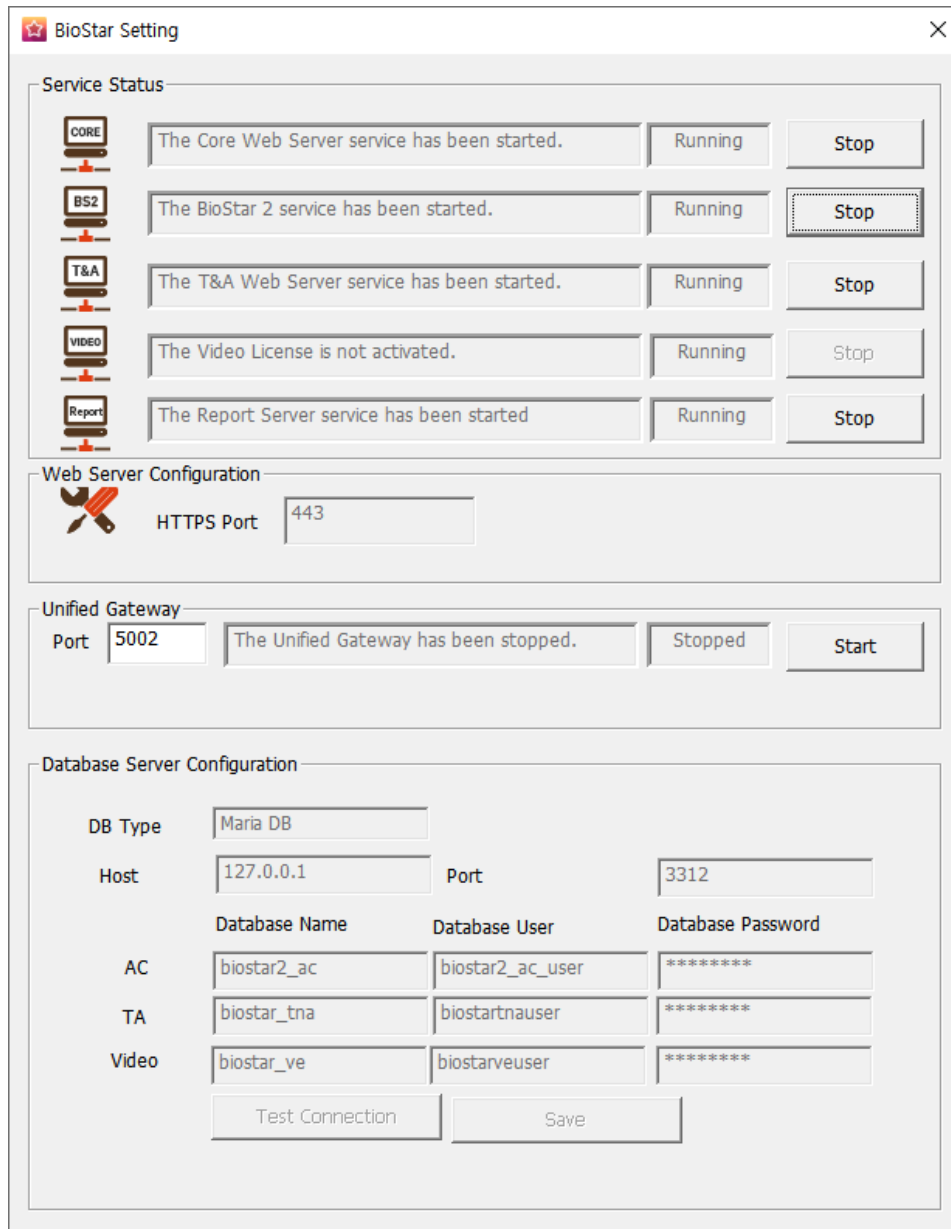 BioStar Setting
Service Status
CORE The Core Web Server service has been started. Running Stop
BS2 The BioStar 2 service has been started. Running Stop
T&A The T&A Web Server service has been started. Running Stop
VIDEO The Video License is not activated. Running Stop
Report The Report Server service has been started Running Stop
Web Server Configuration
HTTPS Port 443
Unified Gateway
Port 5002 The Unified Gateway has been stopped. Stopped Start
Database Server Configuration
DB Type Maria DB
Host 127.0.0.1 Port 3312
Database Name Database User Database Password
AC biostar2_ac biostar2_ac_user ********
TA biostar_tna biostartnauser ********
Video biostar_ve biostarveuser ********
Test Connection Save